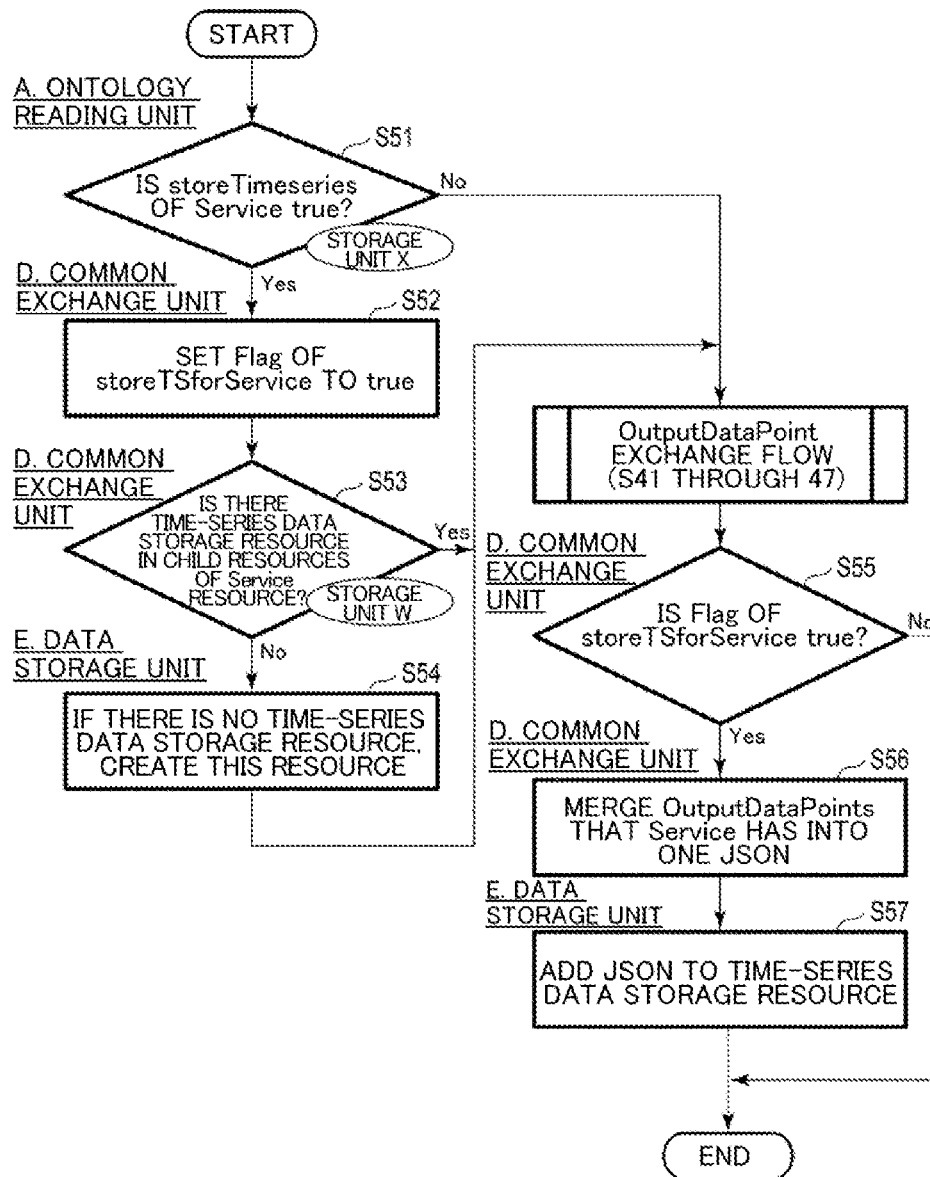 START
A. ONTOLOGY
READING UNIT
S51
IS storeTimeseries
OF Service true?
No
STORAGE
UNIT X
Yes
D. COMMON
EXCHANGE UNIT
S52
SET Flag OF
storeTSforService TO true
D. COMMON
EXCHANGE
UNIT
S53
IS THERE
TIME-SERIES DATA
STORAGE RESOURCE
IN CHILD RESOURCES
OF Service
RESOURCE?
Yes
STORAGE
UNIT W
No
E. DATA
STORAGE UNIT
S54
IF THERE IS NO TIME-SERIES
DATA STORAGE RESOURCE,
CREATE THIS RESOURCE
OutputDataPoint
EXCHANGE FLOW
(S41 THROUGH 47)
D. COMMON
EXCHANGE
UNIT
S55
IS Flag OF
storeTSforService true?
No
Yes
D. COMMON
EXCHANGE UNIT
S56
MERGE OutputDataPoints
THAT Service HAS INTO
ONE JSON
E. DATA
STORAGE UNIT
S57
ADD JSON TO TIME-SERIES
DATA STORAGE RESOURCE
END